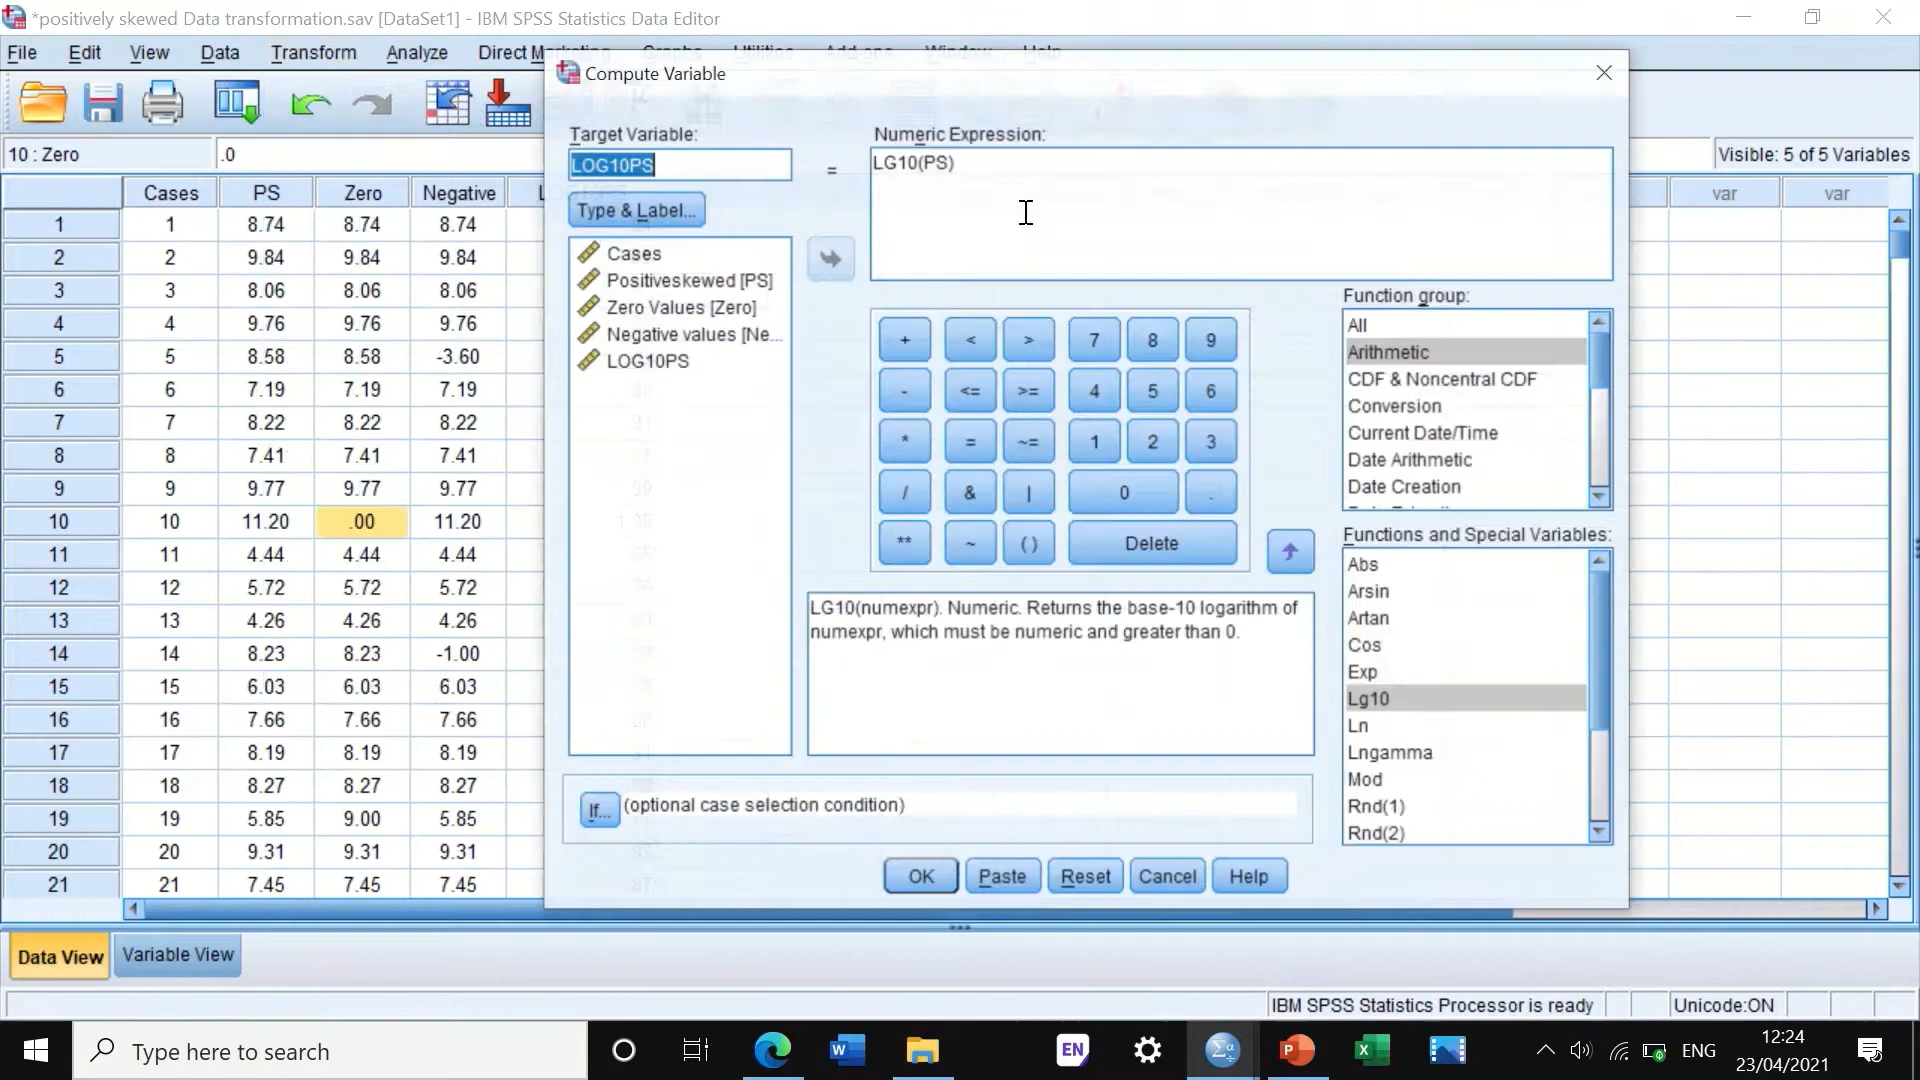 *positively skewed Data transformation.sav [DataSet1] - IBM SPSS Statistics Data Editor
File Edit View Data Transform Analyze Direct Marketing Graphs Utilities Add-ons Window Help
10 : Zero .0 Visible: 5 of 5 Variables
Cases PS Zero Negative var var
1 1 8.74 8.74 8.74
2 2 9.84 9.84 9.84
3 3 8.06 8.06 8.06
4 4 9.76 9.76 9.76
5 5 8.58 8.58 -3.60
6 6 7.19 7.19 7.19
7 7 8.22 8.22 8.22
8 8 7.41 7.41 7.41
9 9 9.77 9.77 9.77
10 10 11.20 .00 11.20
11 11 4.44 4.44 4.44
12 12 5.72 5.72 5.72
13 13 4.26 4.26 4.26
14 14 8.23 8.23 -1.00
15 15 6.03 6.03 6.03
16 16 7.66 7.66 7.66
17 17 8.19 8.19 8.19
18 18 8.27 8.27 8.27
19 19 5.85 9.00 5.85
20 20 9.31 9.31 9.31
21 21 7.45 7.45 7.45
Compute Variable
Target Variable:
LOG10PS
=
Numeric Expression:
LG10(PS)
Type & Label...
Cases
Positiveskewed [PS]
Zero Values [Zero]
Negative values [Ne...
LOG10PS
+ < > 7 8 9
- <= >= 4 5 6
* = ~= 1 2 3
/ & | 0 .
** ~ ( ) Delete
Function group:
All
Arithmetic
CDF & Noncentral CDF
Conversion
Current Date/Time
Date Arithmetic
Date Creation
Functions and Special Variables:
Abs
Arsin
Artan
Cos
Exp
Lg10
Ln
Lngamma
Mod
Rnd(1)
Rnd(2)
LG10(numexpr). Numeric. Returns the base-10 logarithm of
numexpr, which must be numeric and greater than 0.
If... (optional case selection condition)
OK Paste Reset Cancel Help
Data View Variable View
IBM SPSS Statistics Processor is ready Unicode:ON
Type here to search
EN
ENG
12:24
23/04/2021